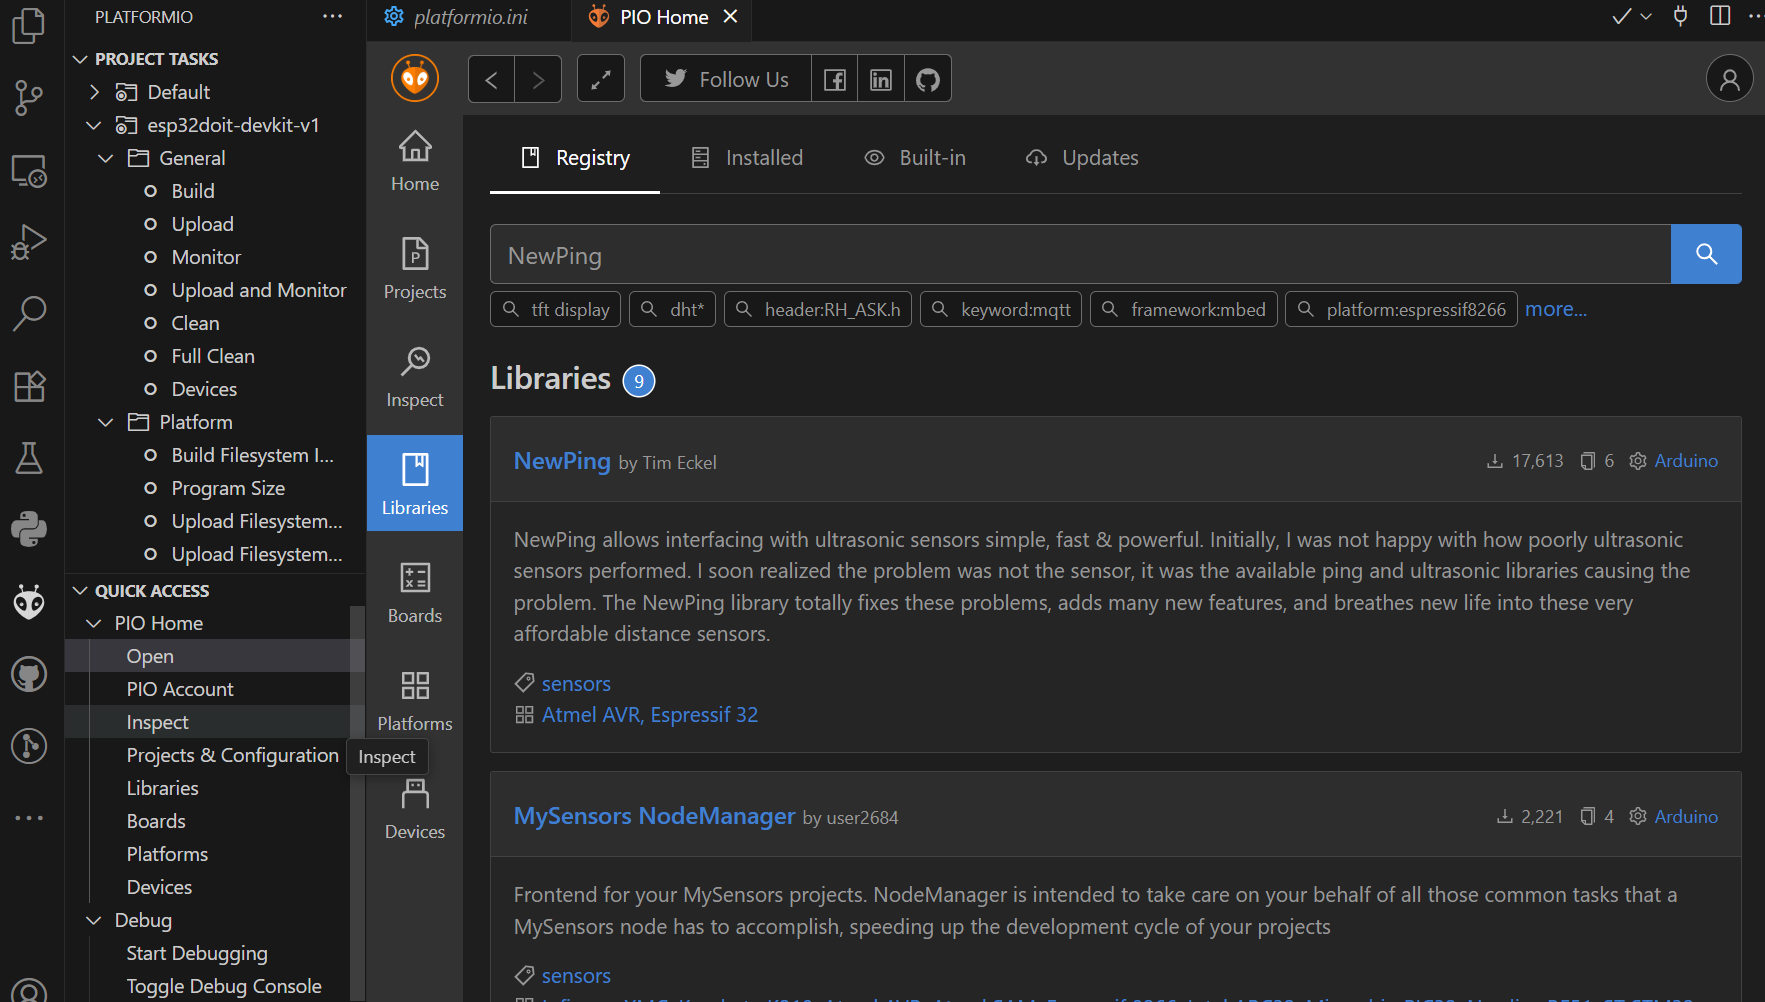 PLATFORMIO
PROJECT TASKS
Default
esp32doit-devkit-v1
General
Build
Upload
Monitor
Upload and Monitor
Clean
Full Clean
Devices
Platform
Build Filesystem I...
Program Size
Upload Filesystem...
Upload Filesystem...
QUICK ACCESS
PIO Home
Open
PIO Account
Inspect
Projects & Configuration
Libraries
Boards
Platforms
Devices
Debug
Start Debugging
Toggle Debug Console
Inspect
platformio.ini
PIO Home
Follow Us
Home
Projects
Inspect
Libraries
Boards
Platforms
Devices
Registry Installed Built-in Updates
NewPing
tft display dht* header:RH_ASK.h keyword:mqtt framework:mbed platform:espressif8266 more...
Libraries 9
NewPing by Tim Eckel 17,613 6 Arduino
NewPing allows interfacing with ultrasonic sensors simple, fast & powerful. Initially, I was not happy with how poorly ultrasonic
sensors performed. I soon realized the problem was not the sensor, it was the available ping and ultrasonic libraries causing the
problem. The NewPing library totally fixes these problems, adds many new features, and breathes new life into these very
affordable distance sensors.
sensors
Atmel AVR, Espressif 32
MySensors NodeManager by user2684 2,221 4 Arduino
Frontend for your MySensors projects. NodeManager is intended to take care on your behalf of all those common tasks that a
MySensors node has to accomplish, speeding up the development cycle of your projects
sensors